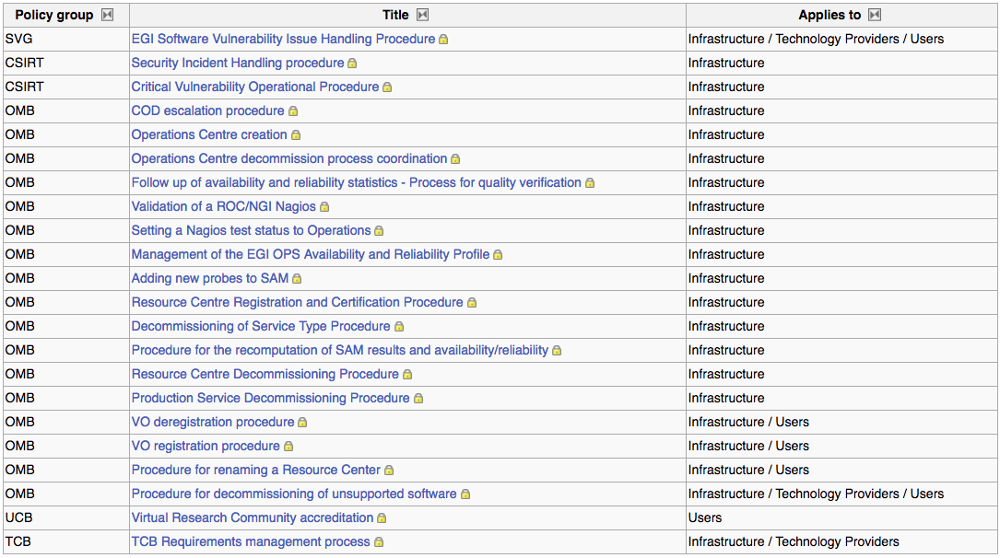 Policy group Title Applies to
SVG EGI Software Vulnerability Issue Handling Procedure Infrastructure / Technology Providers / Users
CSIRT Security Incident Handling procedure Infrastructure
CSIRT Critical Vulnerability Operational Procedure Infrastructure
OMB COD escalation procedure Infrastructure
OMB Operations Centre creation Infrastructure
OMB Operations Centre decommission process coordination Infrastructure
OMB Follow up of availability and reliability statistics - Process for quality verification Infrastructure
OMB Validation of a ROC/NGI Nagios Infrastructure
OMB Setting a Nagios test status to Operations Infrastructure
OMB Management of the EGI OPS Availability and Reliability Profile Infrastructure
OMB Adding new probes to SAM Infrastructure
OMB Resource Centre Registration and Certification Procedure Infrastructure
OMB Decommissioning of Service Type Procedure Infrastructure
OMB Procedure for the recomputation of SAM results and availability/reliability Infrastructure
OMB Resource Centre Decommissioning Procedure Infrastructure
OMB Production Service Decommissioning Procedure Infrastructure
OMB VO deregistration procedure Infrastructure / Users
OMB VO registration procedure Infrastructure / Users
OMB Procedure for renaming a Resource Center Infrastructure / Users
OMB Procedure for decommissioning of unsupported software Infrastructure / Technology Providers / Users
UCB Virtual Research Community accreditation Users
TCB TCB Requirements management process Infrastructure / Technology Providers